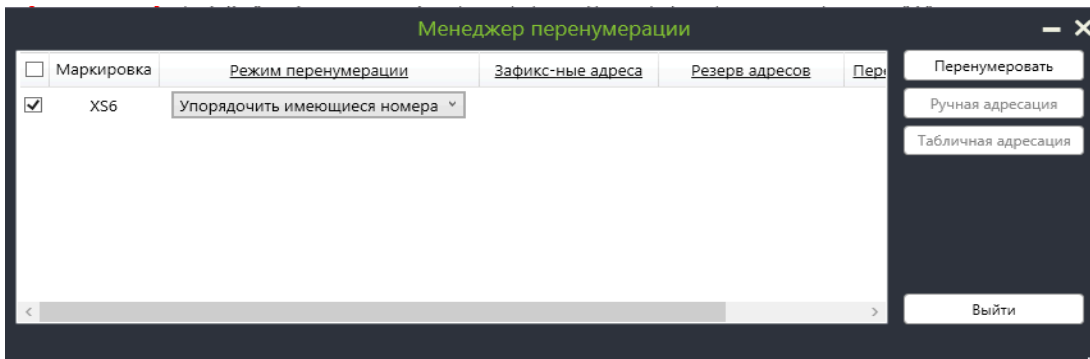 Менеджер перенумерации
Маркировка Режим перенумерации Зафикс-ные адреса Резерв адресов Пере
XS6 Упорядочить имеющиеся номера
Перенумеровать
Ручная адресация
Табличная адресация
Выйти